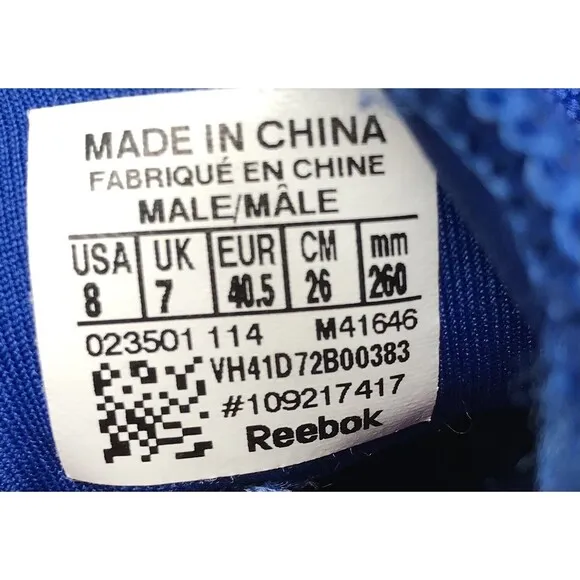 MADE IN CHINA
FABRIQUÉ EN CHINE
MALE/MÂLE
USA UK EUR CM mm
8 7 40.5 26 260
023501 114 M41646
VH41D72B00383
#109217417
Reebok